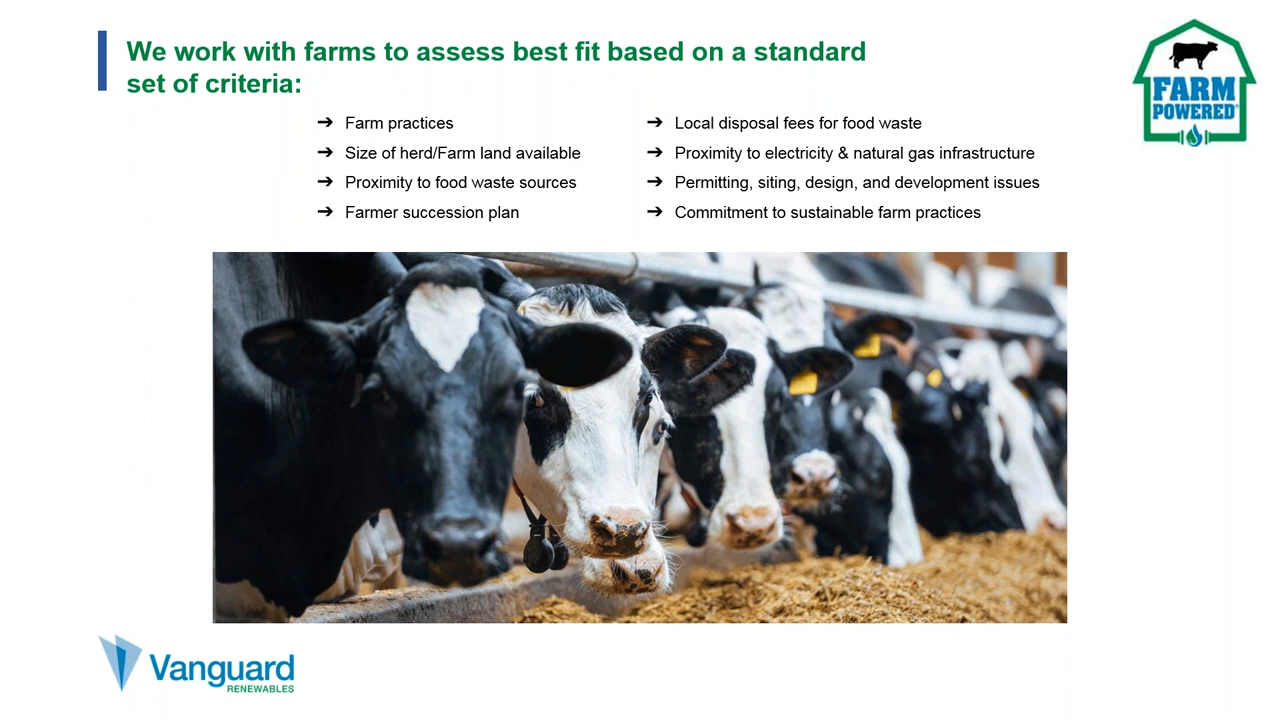 We work with farms to assess best fit based on a standard
set of criteria:
➔ Farm practices
➔ Size of herd/Farm land available
➔ Proximity to food waste sources
➔ Farmer succession plan
➔ Local disposal fees for food waste
➔ Proximity to electricity & natural gas infrastructure
➔ Permitting, siting, design, and development issues
➔ Commitment to sustainable farm practices
FARM
POWERED®
Vanguard
RENEWABLES